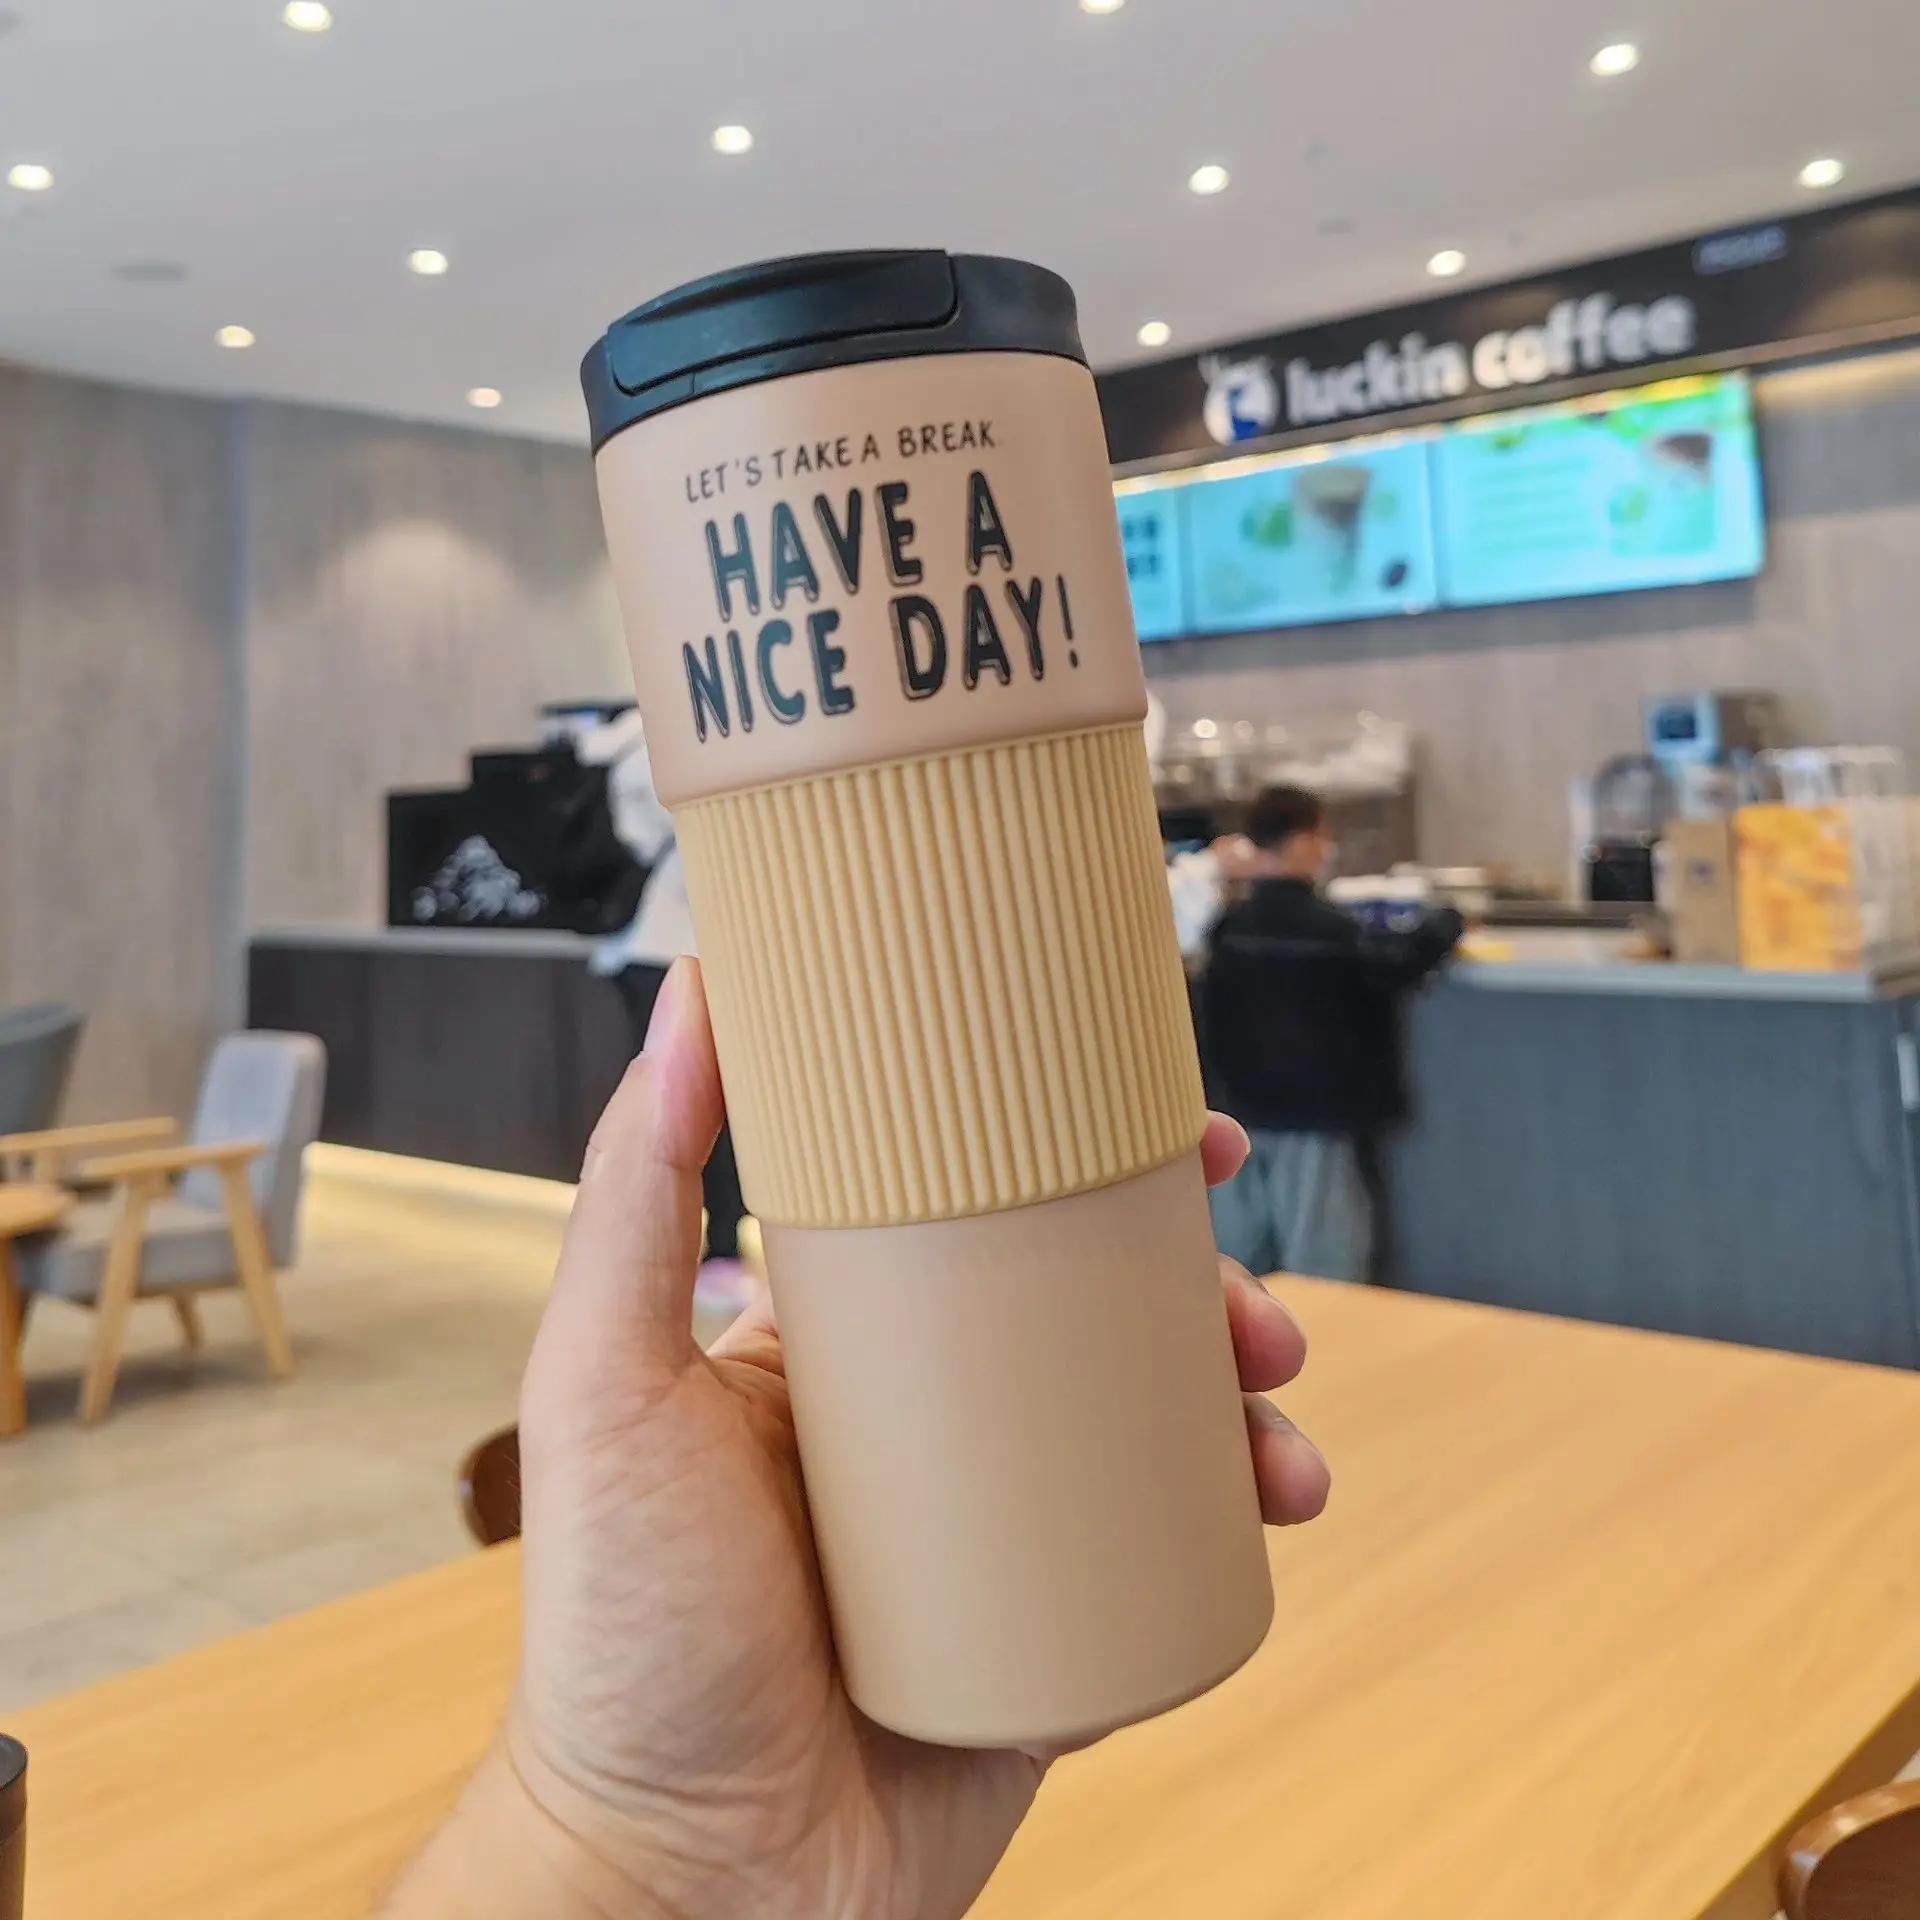 LET'S TAKE A BREAK.
HAVE A
NICE DAY!
luckin coffee